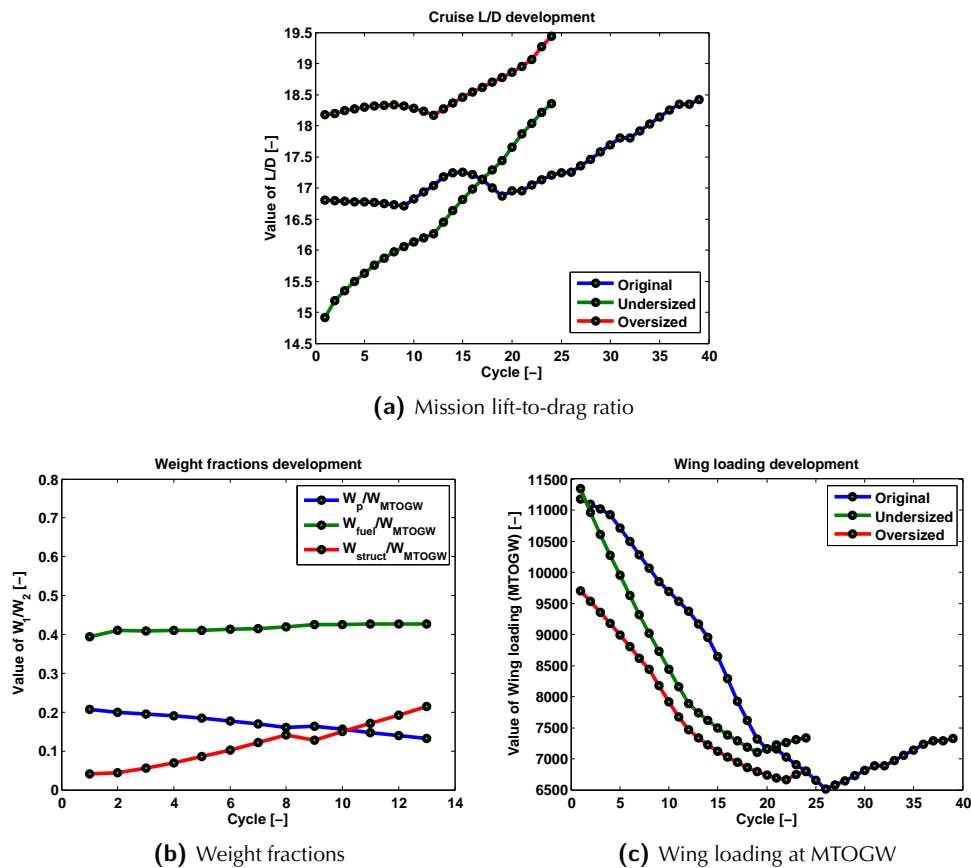 Cruise L/D development
19.5
19
18.5
18
17.5
17
16.5
16
15.5
15
14.5
Value of L/D [–]
0 5 10 15 20 25 30 35 40
Cycle [–]
Original
Undersized
Oversized
(a) Mission lift-to-drag ratio
Weight fractions development
0.8
0.7
0.6
0.5
0.4
0.3
0.2
0.1
0
Value of W1/W2 [–]
0 2 4 6 8 10 12 14
Cycle [–]
Wp/WMTOGW
Wfuel/WMTOGW
Wstruct/WMTOGW
(b) Weight fractions
Wing loading development
11500
11000
10500
10000
9500
9000
8500
8000
7500
7000
6500
Value of Wing loading (MTOGW) [–]
0 5 10 15 20 25 30 35 40
Cycle [–]
Original
Undersized
Oversized
(c) Wing loading at MTOGW